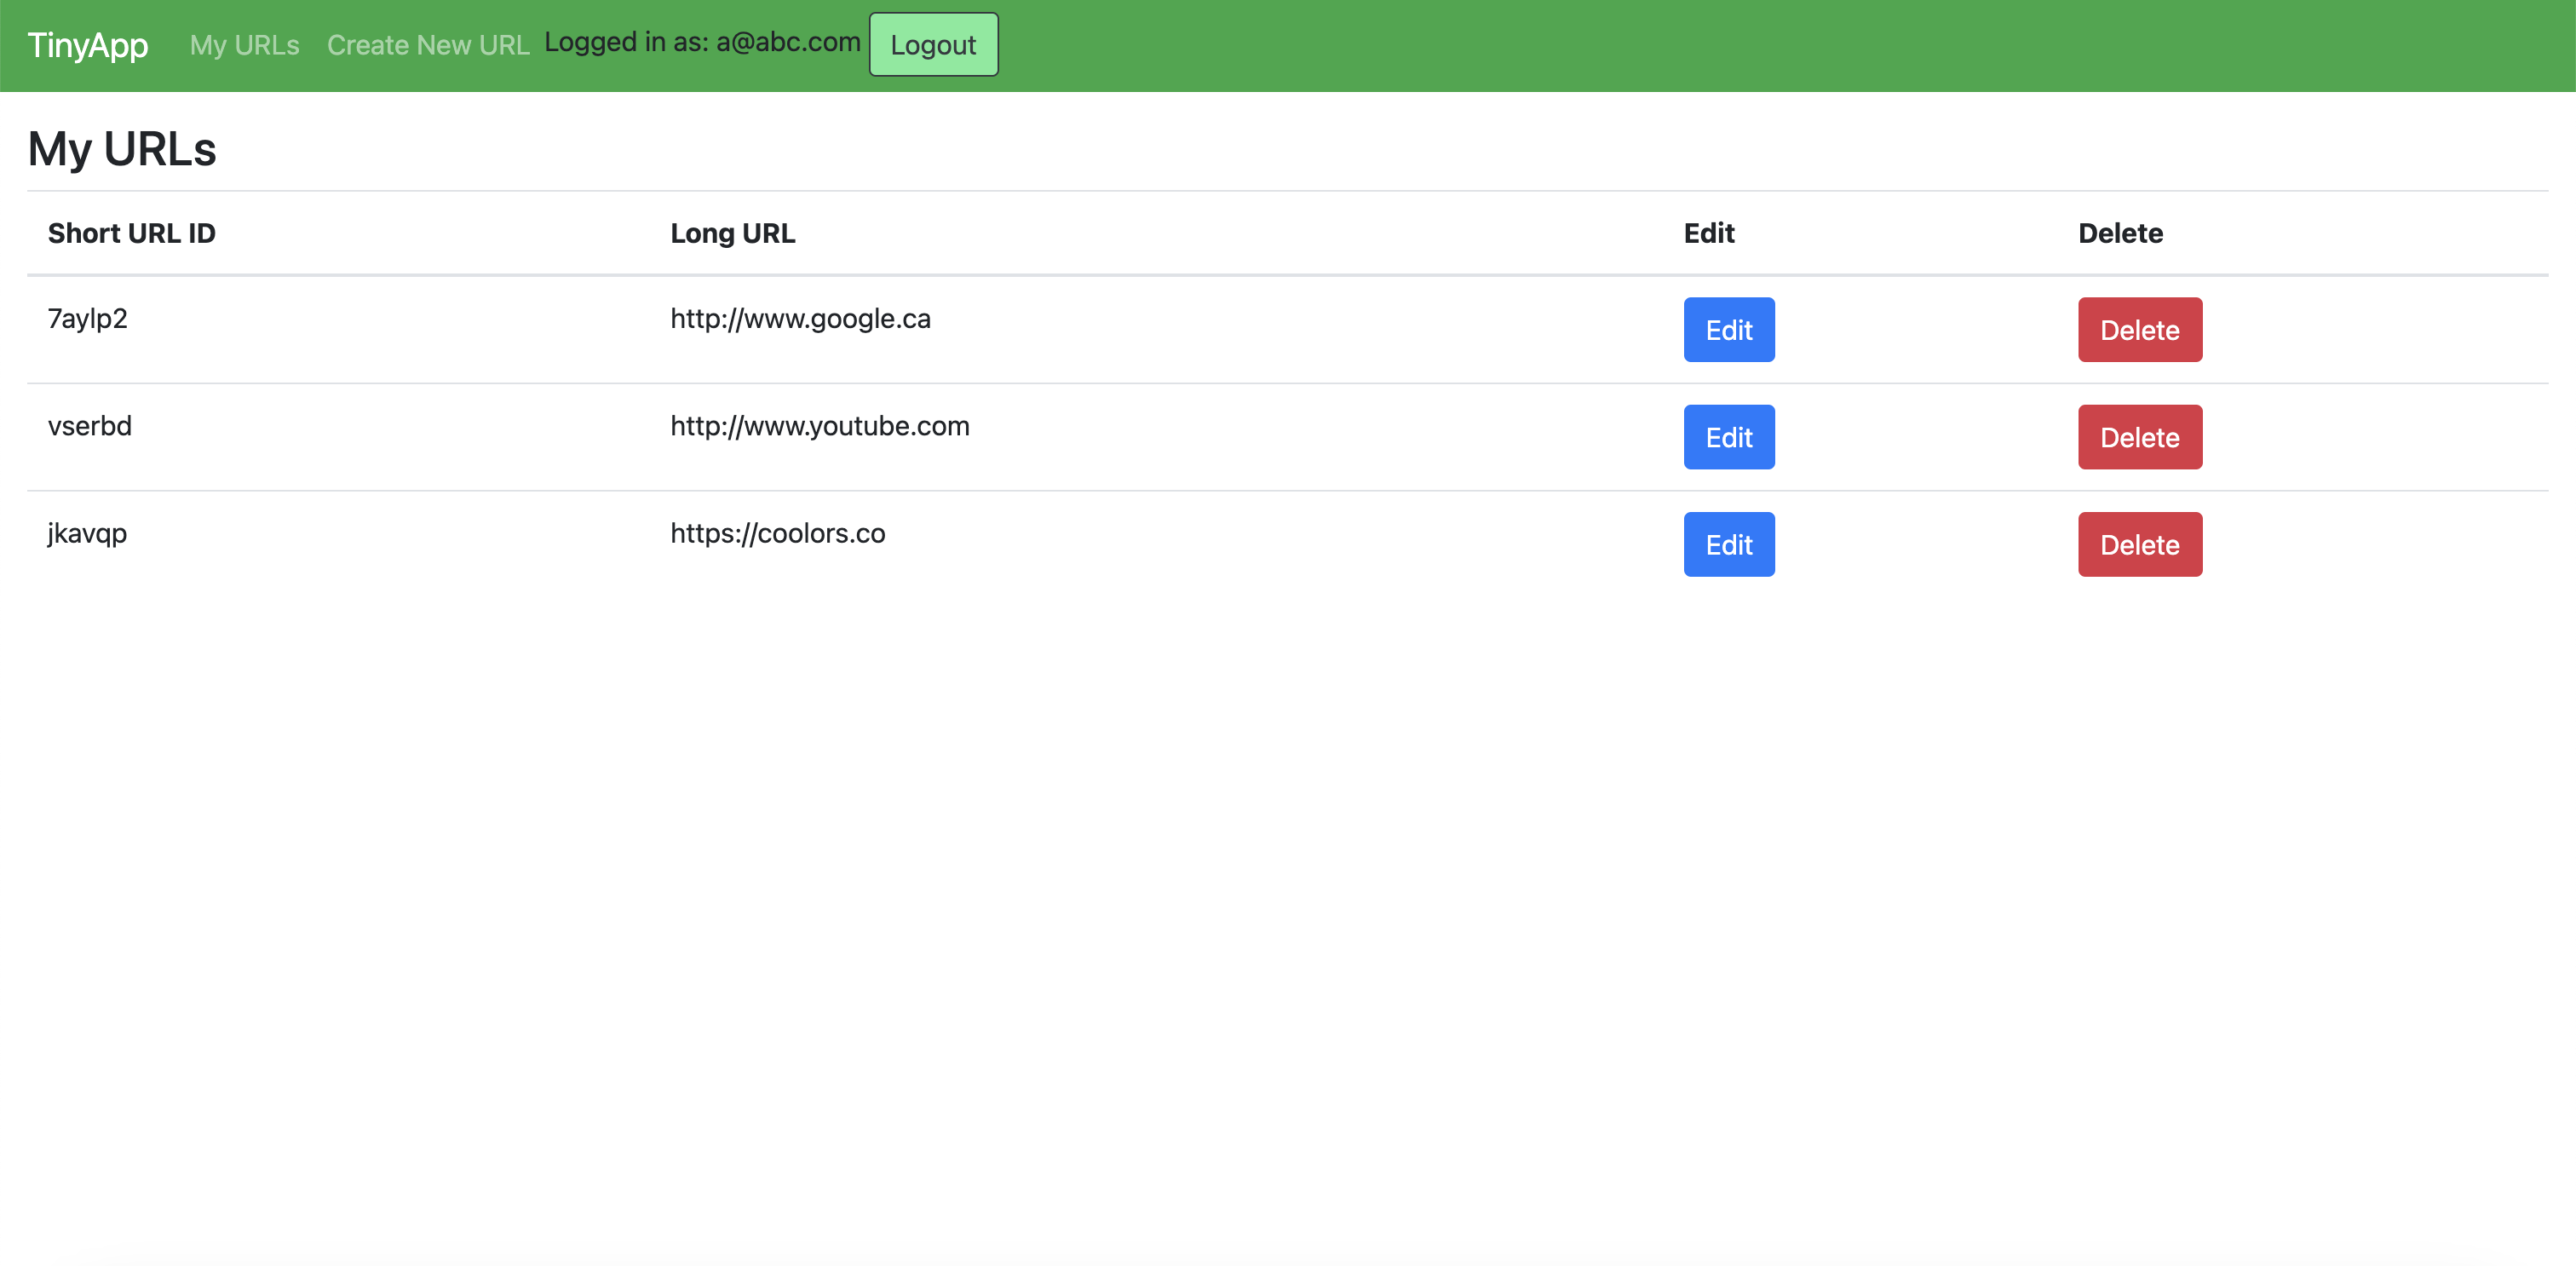 TinyApp My URLs Create New URL Logged in as: a@abc.com Logout
My URLs
Short URL ID Long URL Edit Delete
7aylp2 http://www.google.ca Edit Delete
vserbd http://www.youtube.com Edit Delete
jkavqp https://coolors.co Edit Delete